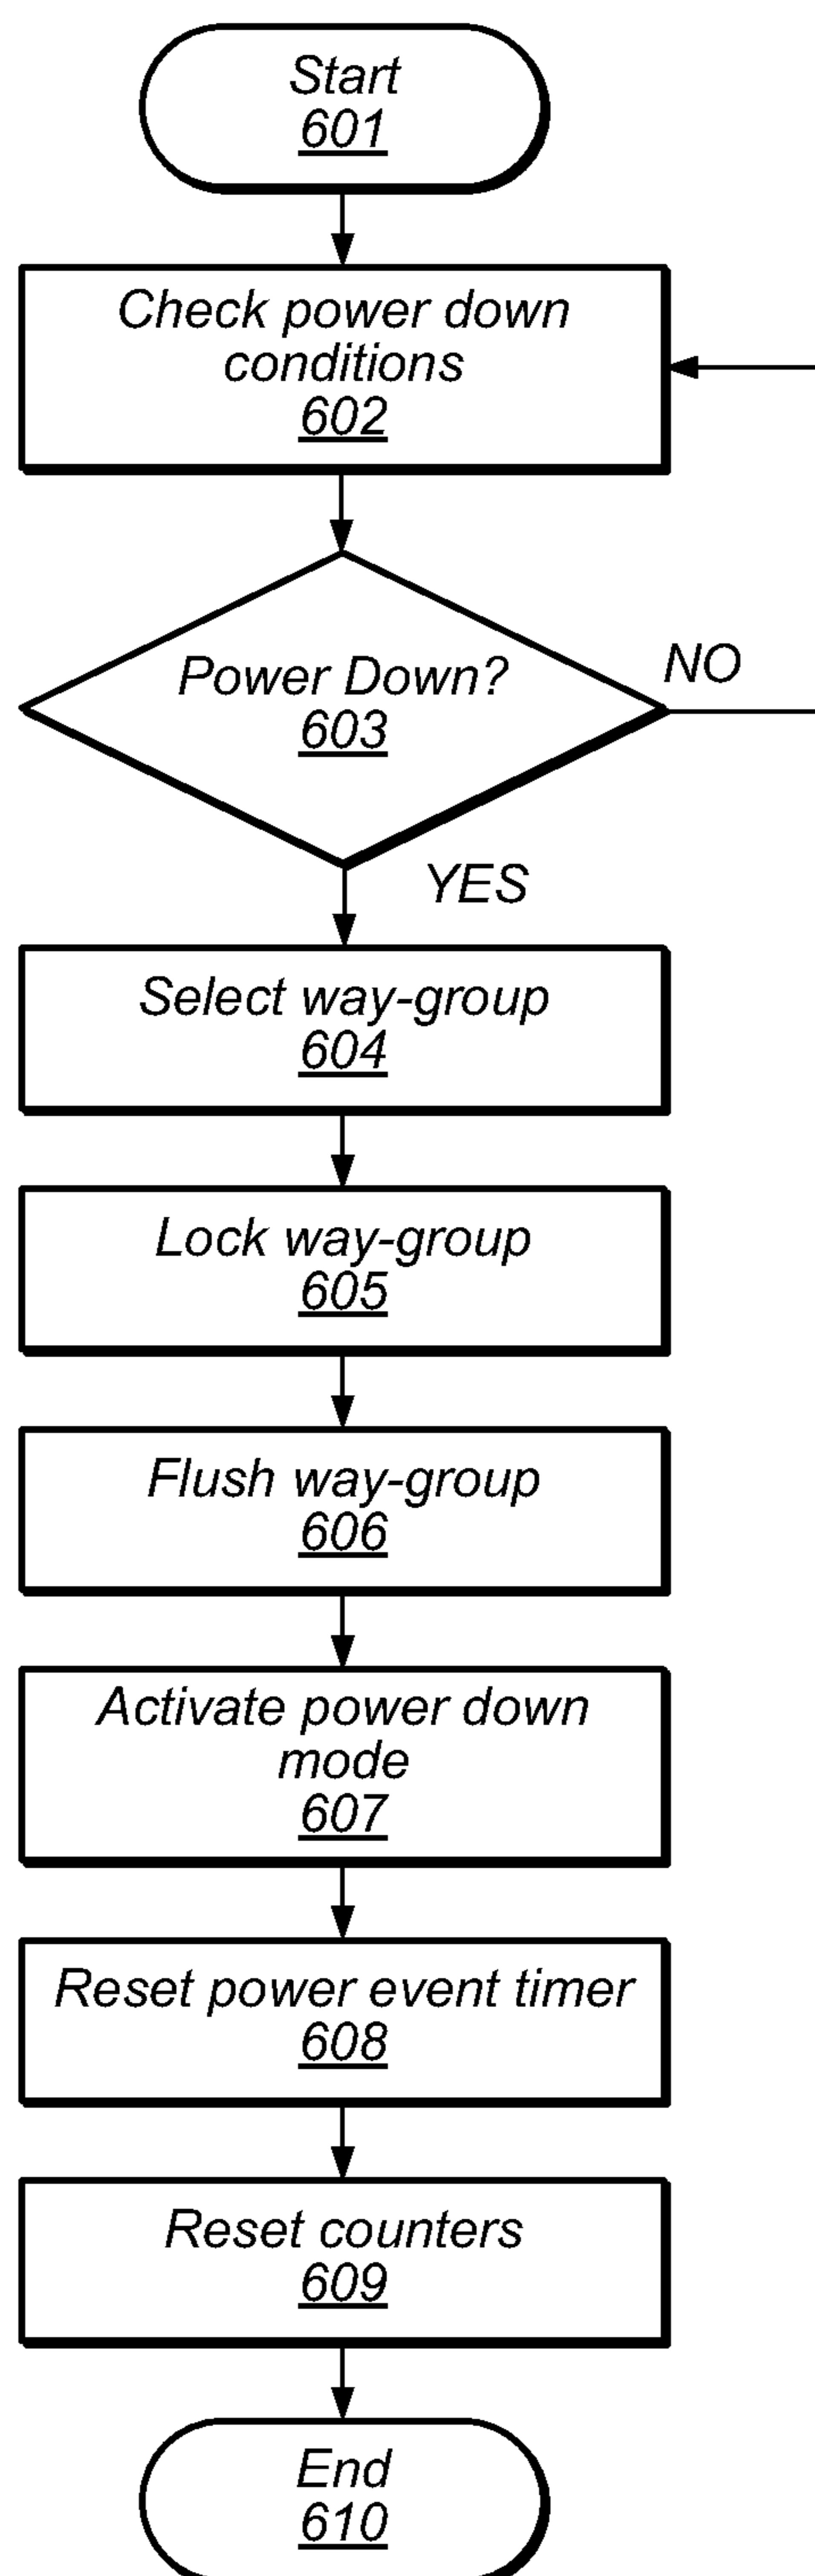 Start
601
Check power down
conditions
602
Power Down?
603
NO
YES
Select way-group
604
Lock way-group
605
Flush way-group
606
Activate power down
mode
607
Reset power event timer
608
Reset counters
609
End
610